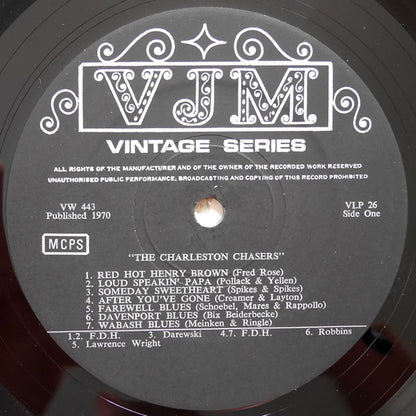 VJM
VINTAGE SERIES
ALL RIGHTS OF THE MANUFACTURER AND OF THE OWNER OF THE RECORDED WORK RESERVED
UNAUTHORISED PUBLIC PERFORMANCE, BROADCASTING AND COPYING OF THIS RECORD PROHIBITED
VW 443 VLP 26
Published 1970 Side One
MCPS
"THE CHARLESTON CHASERS"
1. RED HOT HENRY BROWN (Fred Rose)
2. LOUD SPEAKIN' PAPA (Pollack & Yellen)
3. SOMEDAY SWEETHEART (Spikes & Spikes)
4. AFTER YOU'VE GONE (Creamer & Layton)
5. FAREWELL BLUES (Schoebel, Mares & Rappollo)
6. DAVENPORT BLUES (Bix Beiderbecke)
7. WABASH BLUES (Meinken & Ringle)
1.2. F.D.H. 3. Darewski 4.7. F.D.H. 6. Robbins
5. Lawrence Wright